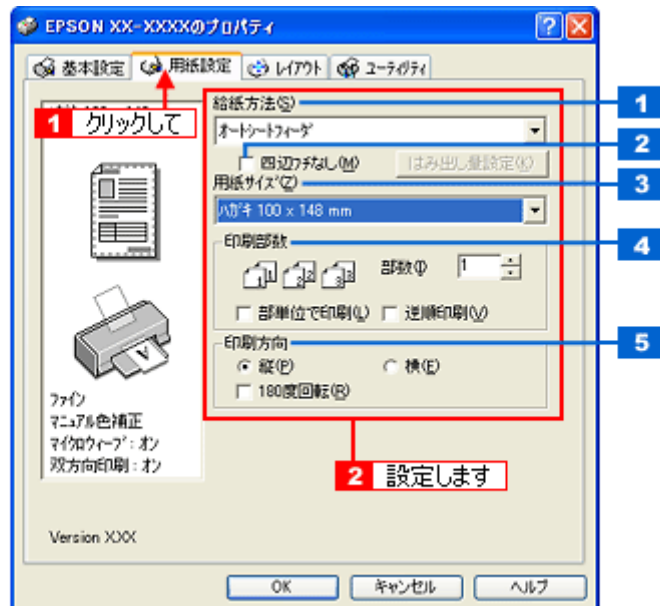 EPSON XX-XXXXのプロパティ
基本設定 用紙設定 レイアウト ユーティリティ
1 クリックして
給紙方法(S)
1
オートシートフィーダ
2
四辺フチなし(M) はみ出し量設定(K)
用紙サイズ(Z)
3
ハガキ 100 x 148 mm
印刷部数
4
部数(I) 1
部単位で印刷(L) 逆順印刷(V)
印刷方向
5
縦(P) 横(E)
180度回転(R)
ファイン
マニュアル色補正
マイクロウィーブ:オン
双方向印刷:オン
2 設定します
Version XXX
OK キャンセル ヘルプ